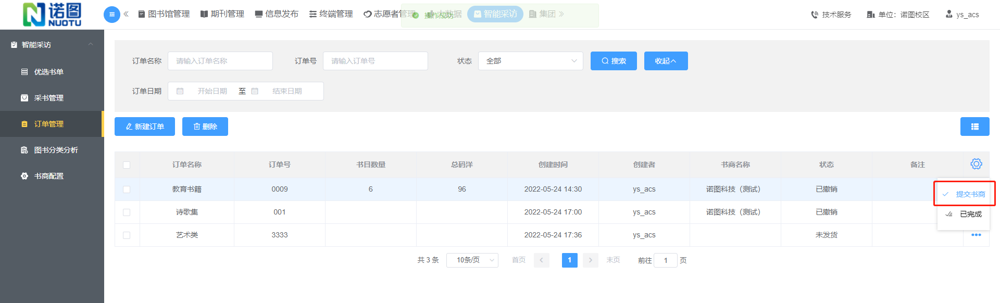 诺图 NUOTU
图书馆管理 期刊管理 信息发布 终端管理 志愿者管理 大数据 智能采访 集团
操作成功
技术服务 单位：诺图校区 ys_acs
智能采访
优选书单
采书管理
订单管理
图书分类分析
书商配置
订单名称 请输入订单名称 订单号 请输入订单号 状态 全部 搜索 收起
订单日期 开始日期 至 结束日期
新建订单 删除
订单名称 订单号 书目数量 总码洋 创建时间 创建者 书商名称 状态 备注
教育书籍 0009 6 96 2022-05-24 14:30 ys_acs 诺图科技（测试） 已撤销
提交书商
诗歌集 001 2022-05-24 17:00 ys_acs 诺图科技（测试） 已撤销
已完成
艺术类 3333 2022-05-24 17:36 ys_acs 未发货
共 3 条 10条/页 首页 1 末页 前往 1 页